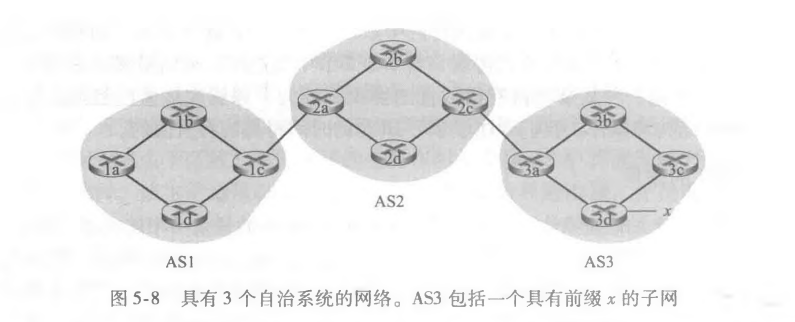 2b
1b
2a
2c
3b
1a
1c
2d
3a
3c
1d
AS2
3d
x
AS1
AS3
图 5-8 具有 3 个自治系统的网络。AS3 包括一个具有前缀 x 的子网